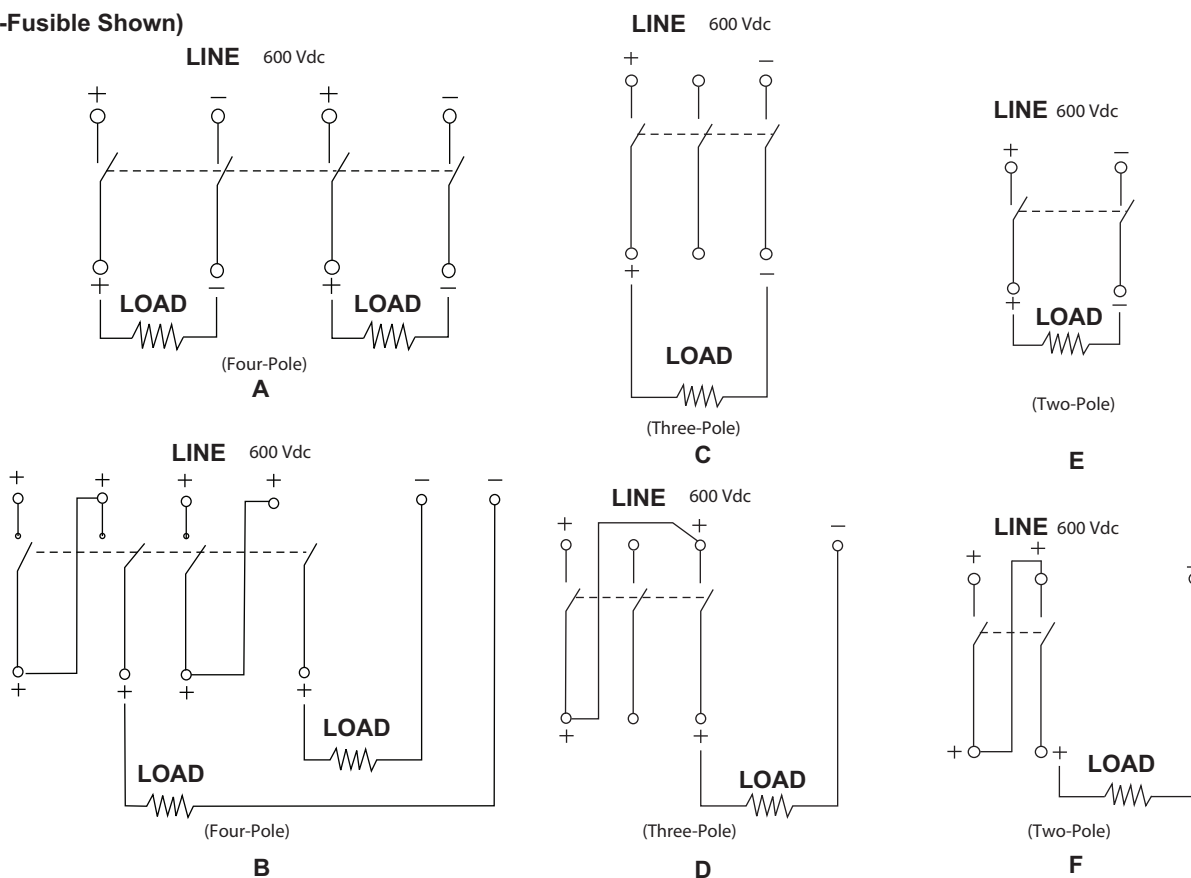 -Fusible Shown)
LINE 600 Vdc
+ − + −
+ − + −
LOAD LOAD
(Four-Pole)
A
LINE 600 Vdc
+ −
+ −
LOAD
(Three-Pole)
C
LINE 600 Vdc
+ −
+ −
LOAD
(Two-Pole)
E
LINE 600 Vdc
+ + + + − −
+ + + +
LOAD
LOAD
(Four-Pole)
B
LINE 600 Vdc
+ + −
+ +
LOAD
(Three-Pole)
D
LINE 600 Vdc
+ + −
+ +
LOAD
(Two-Pole)
F